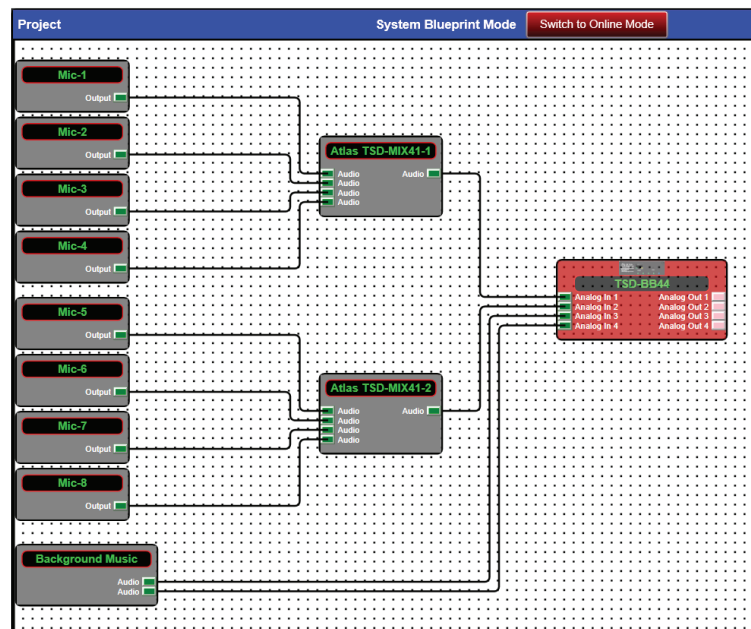 Project
System Blueprint Mode
Switch to Online Mode
Mic-1
Output
Mic-2
Output
Mic-3
Output
Mic-4
Output
Atlas TSD-MIX41-1
Audio Audio
Audio
Audio
Audio
Mic-5
Output
Mic-6
Output
Mic-7
Output
Mic-8
Output
Atlas TSD-MIX41-2
Audio Audio
Audio
Audio
Audio
TSD-BB44
Analog In 1 Analog Out 1
Analog In 2 Analog Out 2
Analog In 3 Analog Out 3
Analog In 4 Analog Out 4
Background Music
Audio
Audio